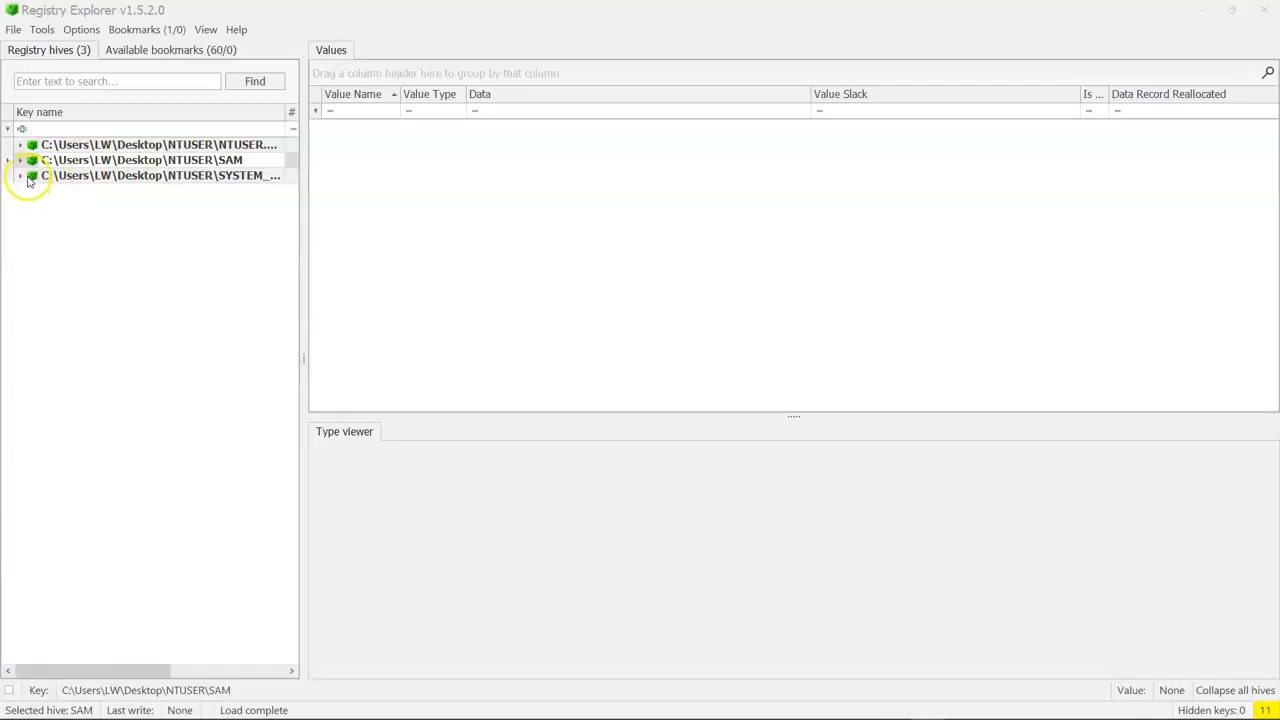 Registry Explorer v1.5.2.0
File Tools Options Bookmarks (1/0) View Help
Registry hives (3) Available bookmarks (60/0)
Enter text to search... Find
Key name #
C:\Users\LW\Desktop\NTUSER\NTUSER....
C:\Users\LW\Desktop\NTUSER\SAM
C:\Users\LW\Desktop\NTUSER\SYSTEM_...
Values
Drag a column header here to group by that column
Value Name Value Type Data Value Slack Is ... Data Record Reallocated
Type viewer
Key: C:\Users\LW\Desktop\NTUSER\SAM Value: None Collapse all hives
Selected hive: SAM Last write: None Load complete Hidden keys: 0 11